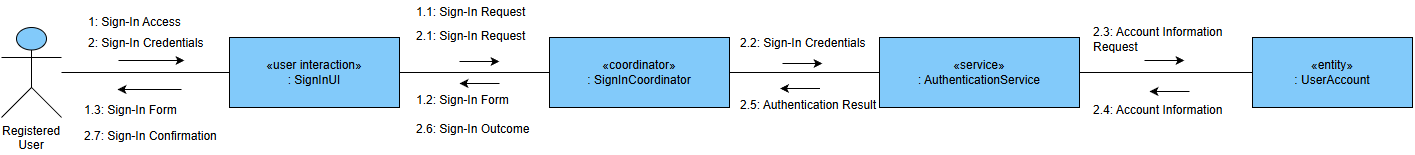 1: Sign-In Access
2: Sign-In Credentials
1.3: Sign-In Form
2.7: Sign-In Confirmation
Registered
User
«user interaction»
: SignInUI
1.1: Sign-In Request
2.1: Sign-In Request
1.2: Sign-In Form
2.6: Sign-In Outcome
«coordinator»
: SignInCoordinator
2.2: Sign-In Credentials
2.5: Authentication Result
«service»
: AuthenticationService
2.3: Account Information
Request
2.4: Account Information
«entity»
: UserAccount